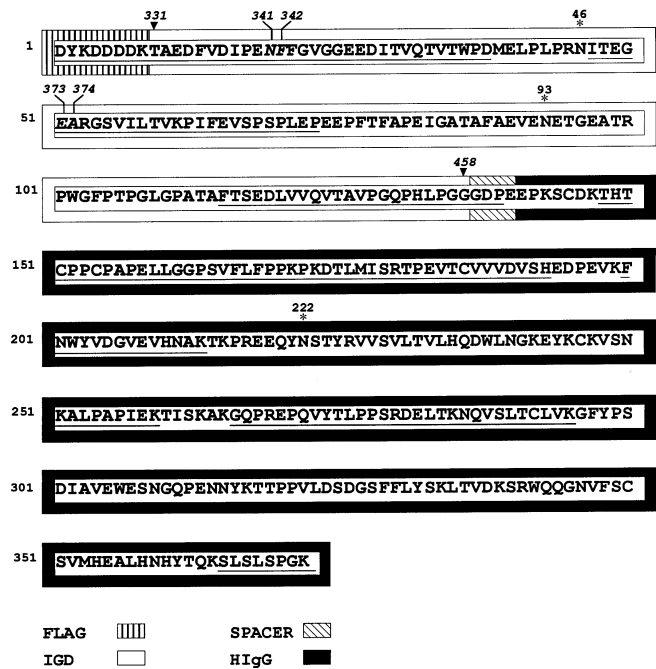 331 341 342 46
*
1 DYKDDDDKTAEDFVDIPENFFGVGGEEDITVQTVTWPDMELPLPRNITEG
373 374 93
*
51 EARGSVILTVKPIFEVSPSPLEPEEPFTFAPEIGATAFAEVENETGEATR
458
101 PWGFPTPGLGPATAFTSEDLVVQVTAVPGQPHLPGGGDPEEPKSCDKTHT
151 CPPCPAPELLGGPSVFLFPPKPKDTLMISRTPEVTCVVVDVSHEDPEVKF
222
*
201 NWYVDGVEVHNAKTKPREEQYNSTYRVVSVLTVLHQDWLNGKEYKCKVSN
251 KALPAPIEKTISKAKGQPREPQVYTLPPSRDELTKNQVSLTCLVKGFYPS
301 DIAVEWESNGQPENNYKTTPPVLDSDGSFFLYSKLTVDKSRWQQGNVFSC
351 SVMHEALHNHYTQKSLSLSPGK
FLAG SPACER
IGD HIgG